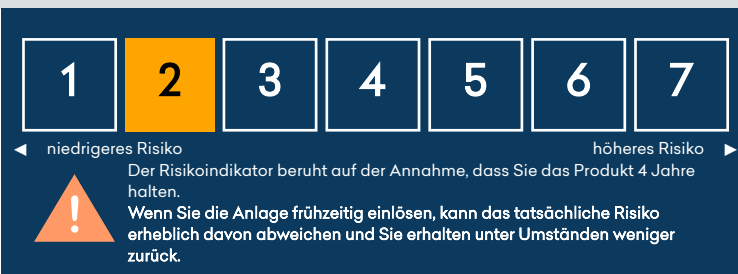 1 2 3 4 5 6 7
◄ niedrigeres Risiko höheres Risiko ►
Der Risikoindikator beruht auf der Annahme, dass Sie das Produkt 4 Jahre
halten.
Wenn Sie die Anlage frühzeitig einlösen, kann das tatsächliche Risiko
erheblich davon abweichen und Sie erhalten unter Umständen weniger
zurück.
!